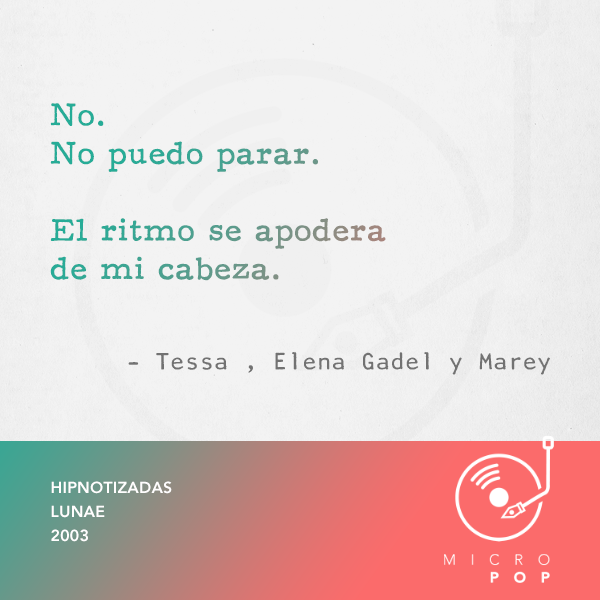 No.
No puedo parar.
El ritmo se apodera
de mi cabeza.
- Tessa , Elena Gadel y Marey
HIPNOTIZADAS
LUNAE
2003
MICRO
POP